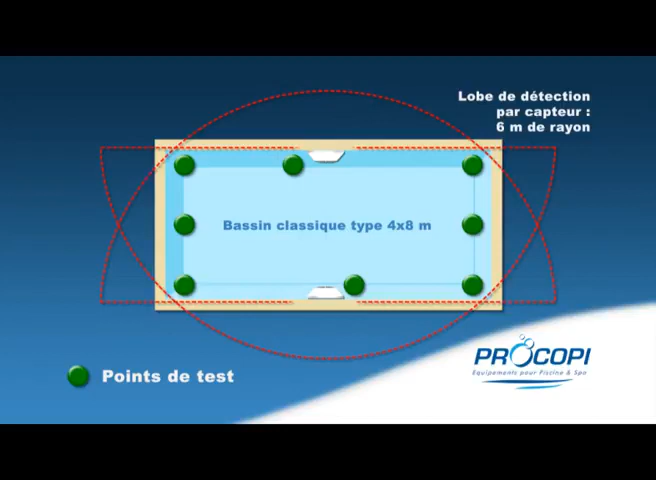 Lobe de détection
par capteur :
6 m de rayon
Bassin classique type 4x8 m
PROCOPI
Equipements pour Piscine & Spa
Points de test